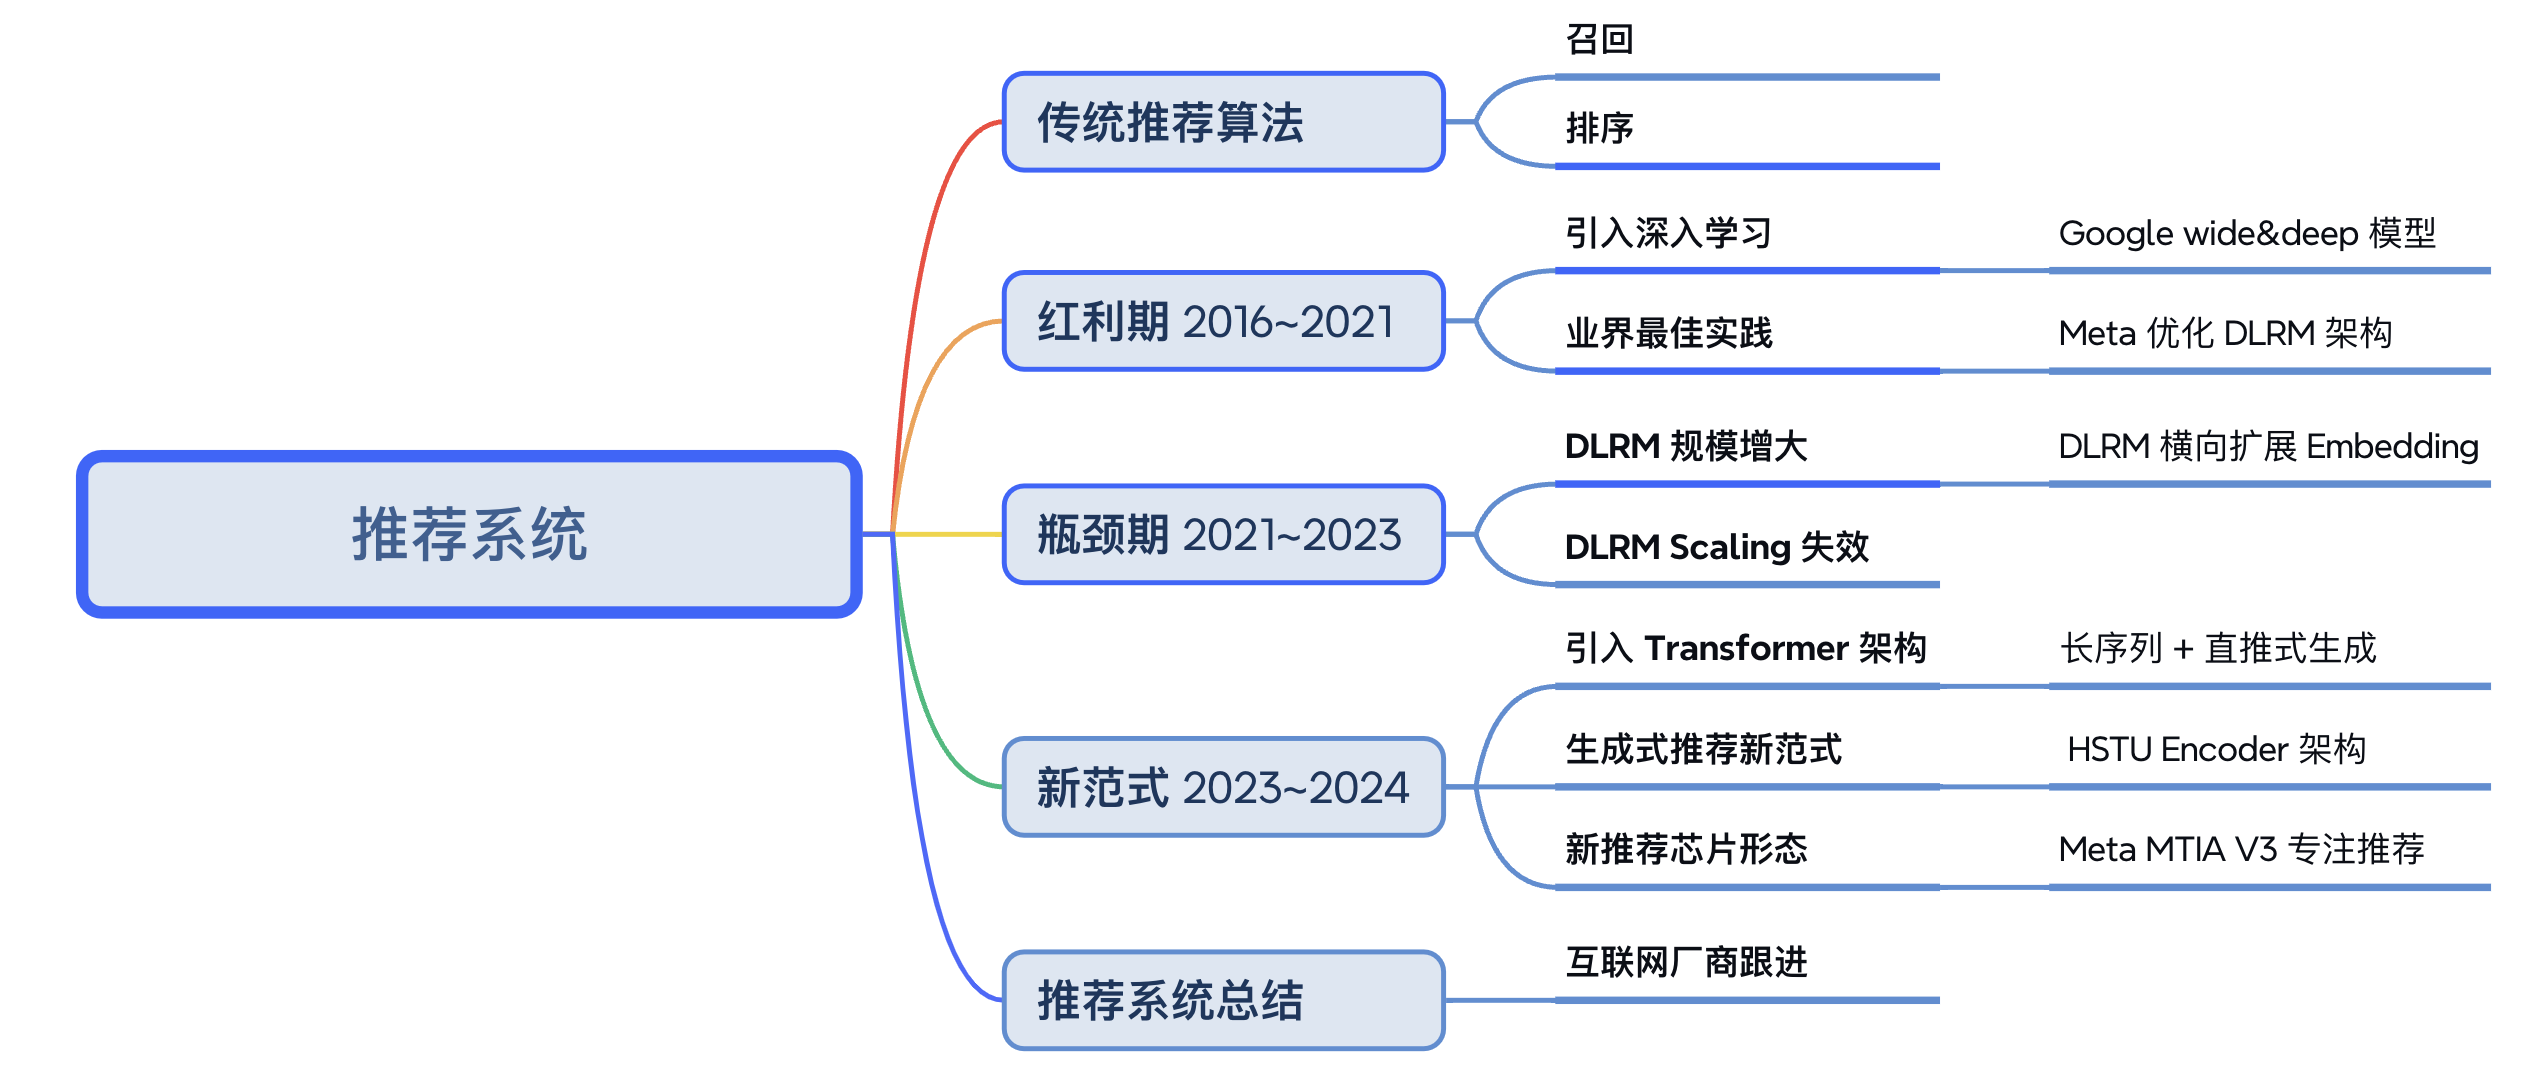 推荐系统
传统推荐算法
召回
排序
红利期 2016~2021
引入深入学习
Google wide&deep 模型
业界最佳实践
Meta 优化 DLRM 架构
瓶颈期 2021~2023
DLRM 规模增大
DLRM 横向扩展 Embedding
DLRM Scaling 失效
新范式 2023~2024
引入 Transformer 架构
长序列 + 直推式生成
生成式推荐新范式
HSTU Encoder 架构
新推荐芯片形态
Meta MTIA V3 专注推荐
推荐系统总结
互联网厂商跟进